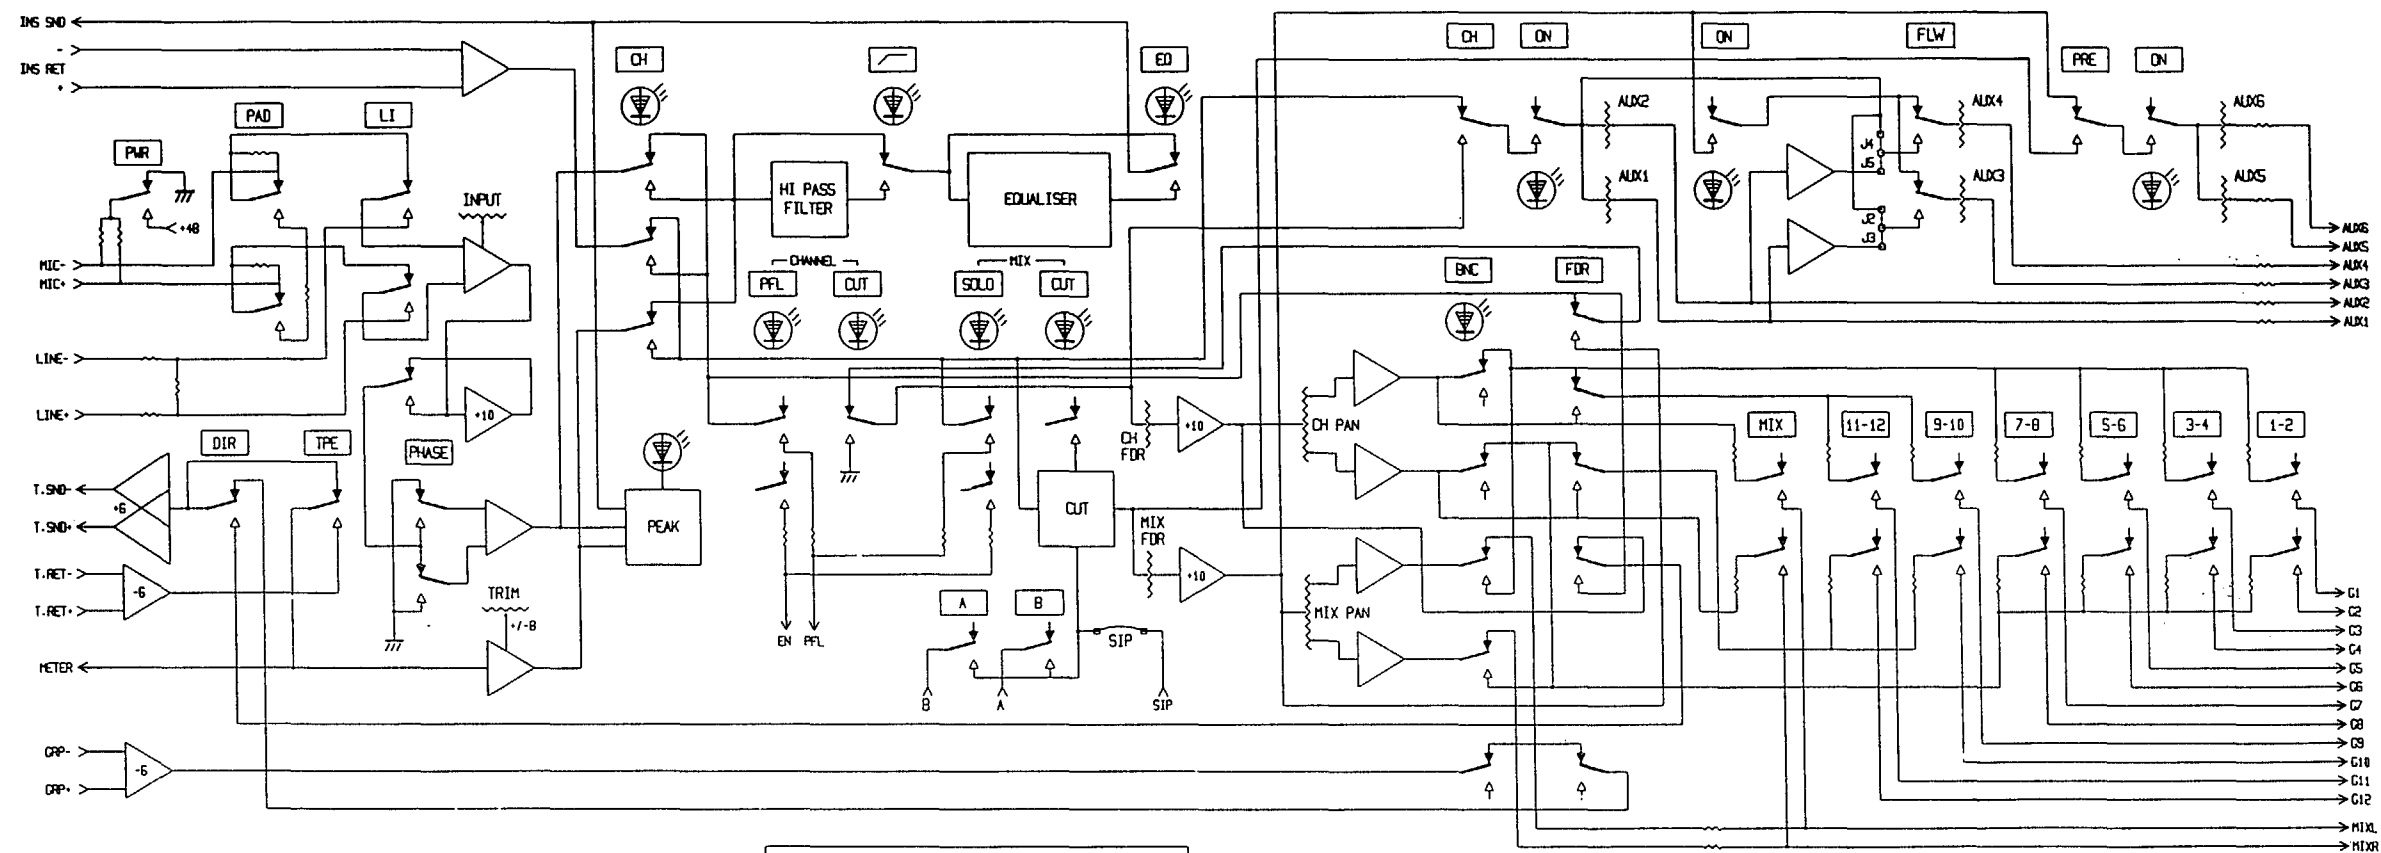 INS SND
-
INS RET
+
PWR
PAD
LI
+48
INPUT
MIC-
MIC+
LINE-
LINE+
+10
DIR
TPE
PHASE
T.SND-
+6
T.SND+
T.RET-
-6
T.RET+
METER
TRIM
+/-8
GRP-
-6
GRP+
CH
EQ
HI PASS
FILTER
EQUALISER
CHANNEL
PFL
CUT
MIX
SOLO
CUT
PEAK
EN
PFL
CUT
A
B
SIP
B
A
SIP
CH
FDR
+10
MIX
FDR
+10
CH PAN
MIX PAN
CH
ON
ON
FLW
PRE
ON
AUX2
AUX1
J4
J5
J2
J3
AUX4
AUX3
AUX6
AUX5
BNC
FDR
MIX
11-12
9-10
7-8
5-6
3-4
1-2
AUX6
AUX5
AUX4
AUX3
AUX2
AUX1
G1
G2
G3
G4
G5
G6
G7
G8
G9
G10
G11
G12
MIXL
MIXR